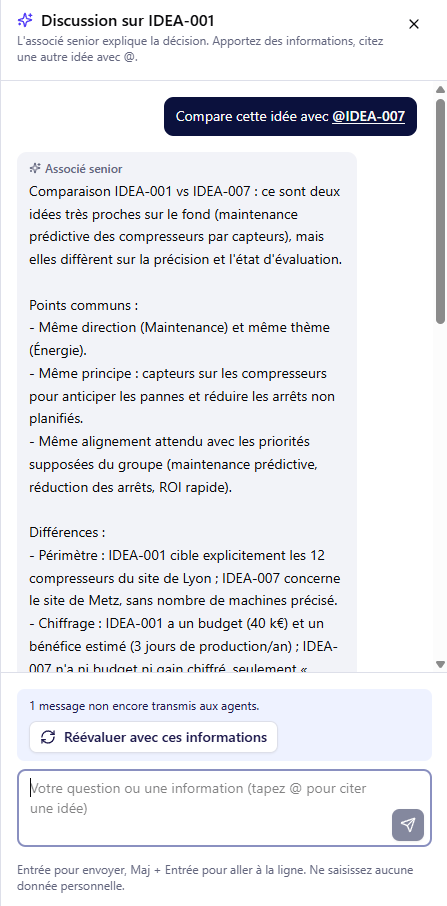 Discussion sur IDEA-001
L'associé senior explique la décision. Apportez des informations, citez
une autre idée avec @.
Compare cette idée avec @IDEA-007
Associé senior
Comparaison IDEA-001 vs IDEA-007 : ce sont deux
idées très proches sur le fond (maintenance
prédictive des compresseurs par capteurs), mais
elles diffèrent sur la précision et l'état d'évaluation.
Points communs :
- Même direction (Maintenance) et même thème
(Énergie).
- Même principe : capteurs sur les compresseurs
pour anticiper les pannes et réduire les arrêts non
planifiés.
- Même alignement attendu avec les priorités
supposées du groupe (maintenance prédictive,
réduction des arrêts, ROI rapide).
Différences :
- Périmètre : IDEA-001 cible explicitement les 12
compresseurs du site de Lyon ; IDEA-007 concerne
le site de Metz, sans nombre de machines précisé.
- Chiffrage : IDEA-001 a un budget (40 k€) et un
bénéfice estimé (3 jours de production/an) ; IDEA-
007 n'a ni budget ni gain chiffré, seulement «
1 message non encore transmis aux agents.
Réévaluer avec ces informations
Votre question ou une information (tapez @ pour citer
une idée)
Entrée pour envoyer, Maj + Entrée pour aller à la ligne. Ne saisissez aucune
donnée personnelle.